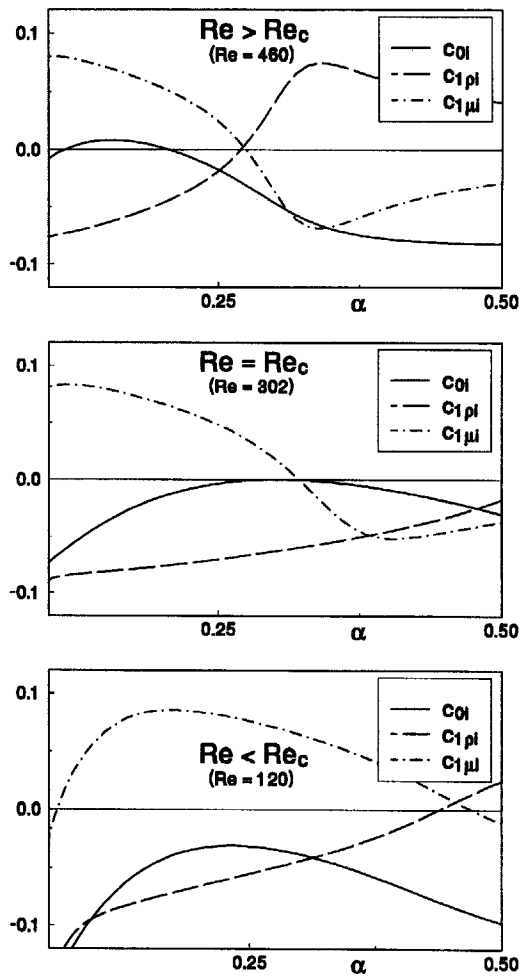 0.1
Re > Rec
(Re = 460)
c0i
c1ρi
c1μi
0.0
-0.1
0.25
α
0.50
0.1
Re = Rec
(Re = 302)
c0i
c1ρi
c1μi
0.0
-0.1
0.25
α
0.50
0.1
c0i
c1ρi
c1μi
Re < Rec
(Re = 120)
0.0
-0.1
0.25
α
0.50